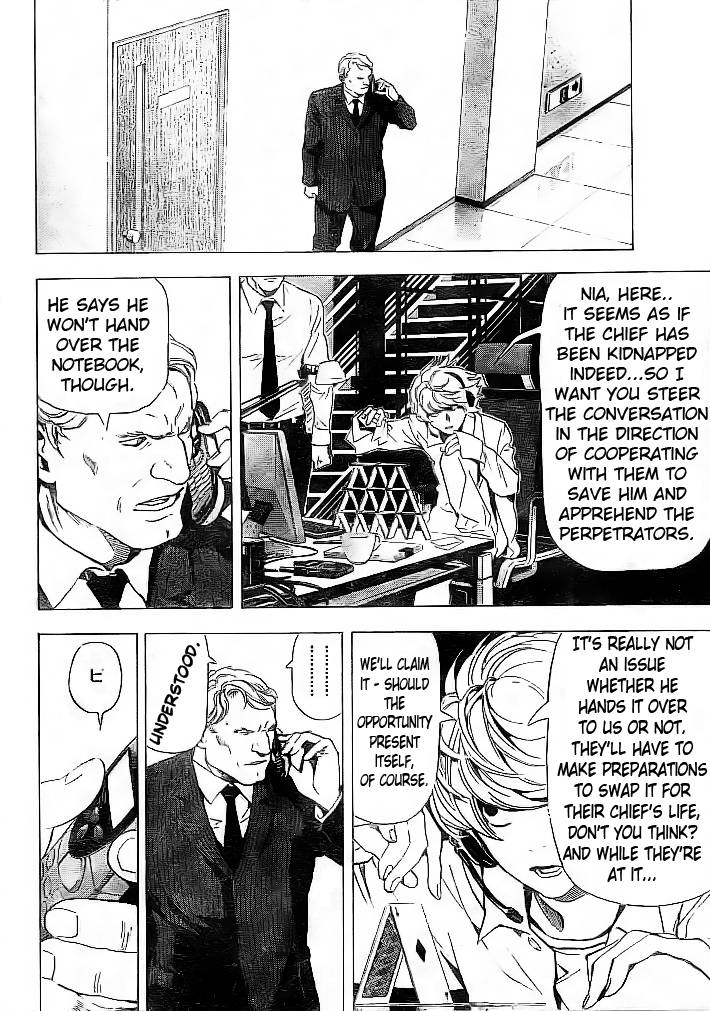 NIA, HERE..
IT SEEMS AS IF
THE CHIEF HAS
BEEN KIDNAPPED
INDEED...SO I
WANT YOU STEER
THE CONVERSATION
IN THE DIRECTION
OF COOPERATING
WITH THEM TO
SAVE HIM AND
APPREHEND THE
PERPETRATORS.
HE SAYS HE
WON'T HAND
OVER THE
NOTEBOOK,
THOUGH.
IT'S REALLY NOT
AN ISSUE
WHETHER HE
HANDS IT OVER
TO US OR NOT.
THEY'LL HAVE TO
MAKE PREPARATIONS
TO SWAP IT FOR
THEIR CHIEF'S LIFE,
DON'T YOU THINK?
AND WHILE THEY'RE
AT IT...
WE'LL CLAIM
IT - SHOULD
THE
OPPORTUNITY
PRESENT
ITSELF,
OF COURSE.
............
UNDERSTOOD.
ピ